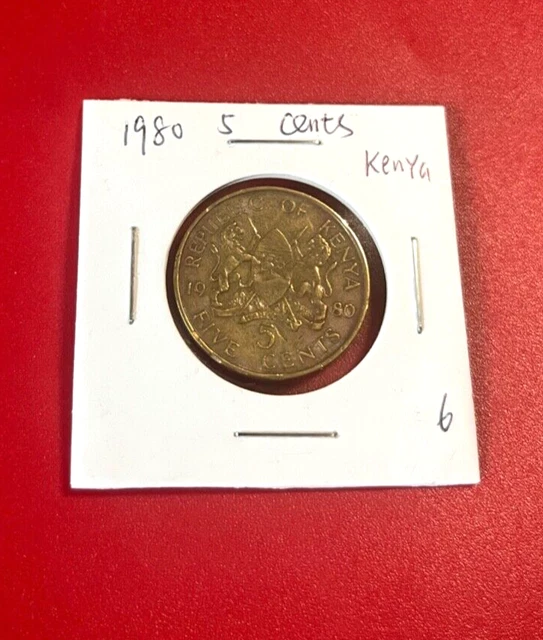 1980 5 cents
Kenya
REPUBLIC OF KENYA
19 80
5
FIVE CENTS
6